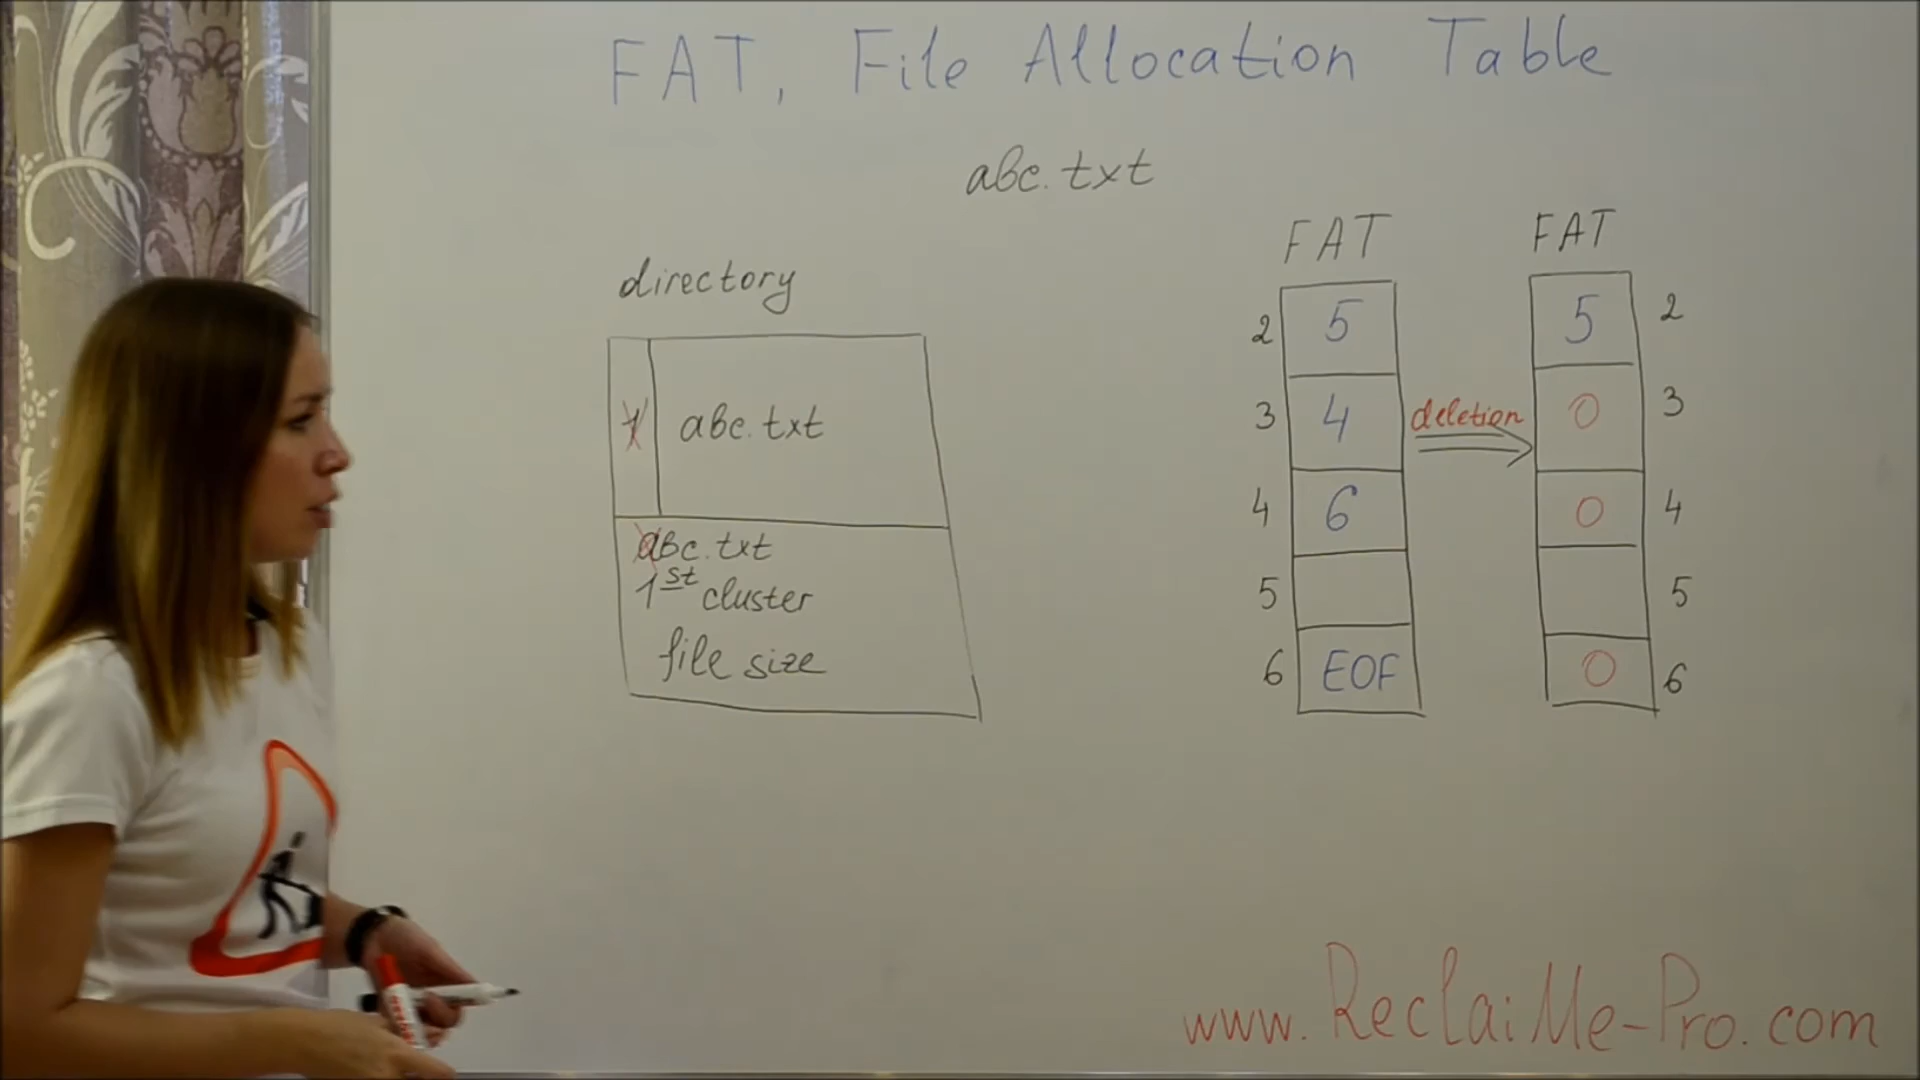 FAT, File Allocation Table
abc.txt
directory
abc.txt
abc.txt
1st cluster
file size
FAT
2 5
3 4
4 6
5
6 EOF
deletion
FAT
5 2
0 3
0 4
5
0 6
www.ReclaiMe-Pro.com